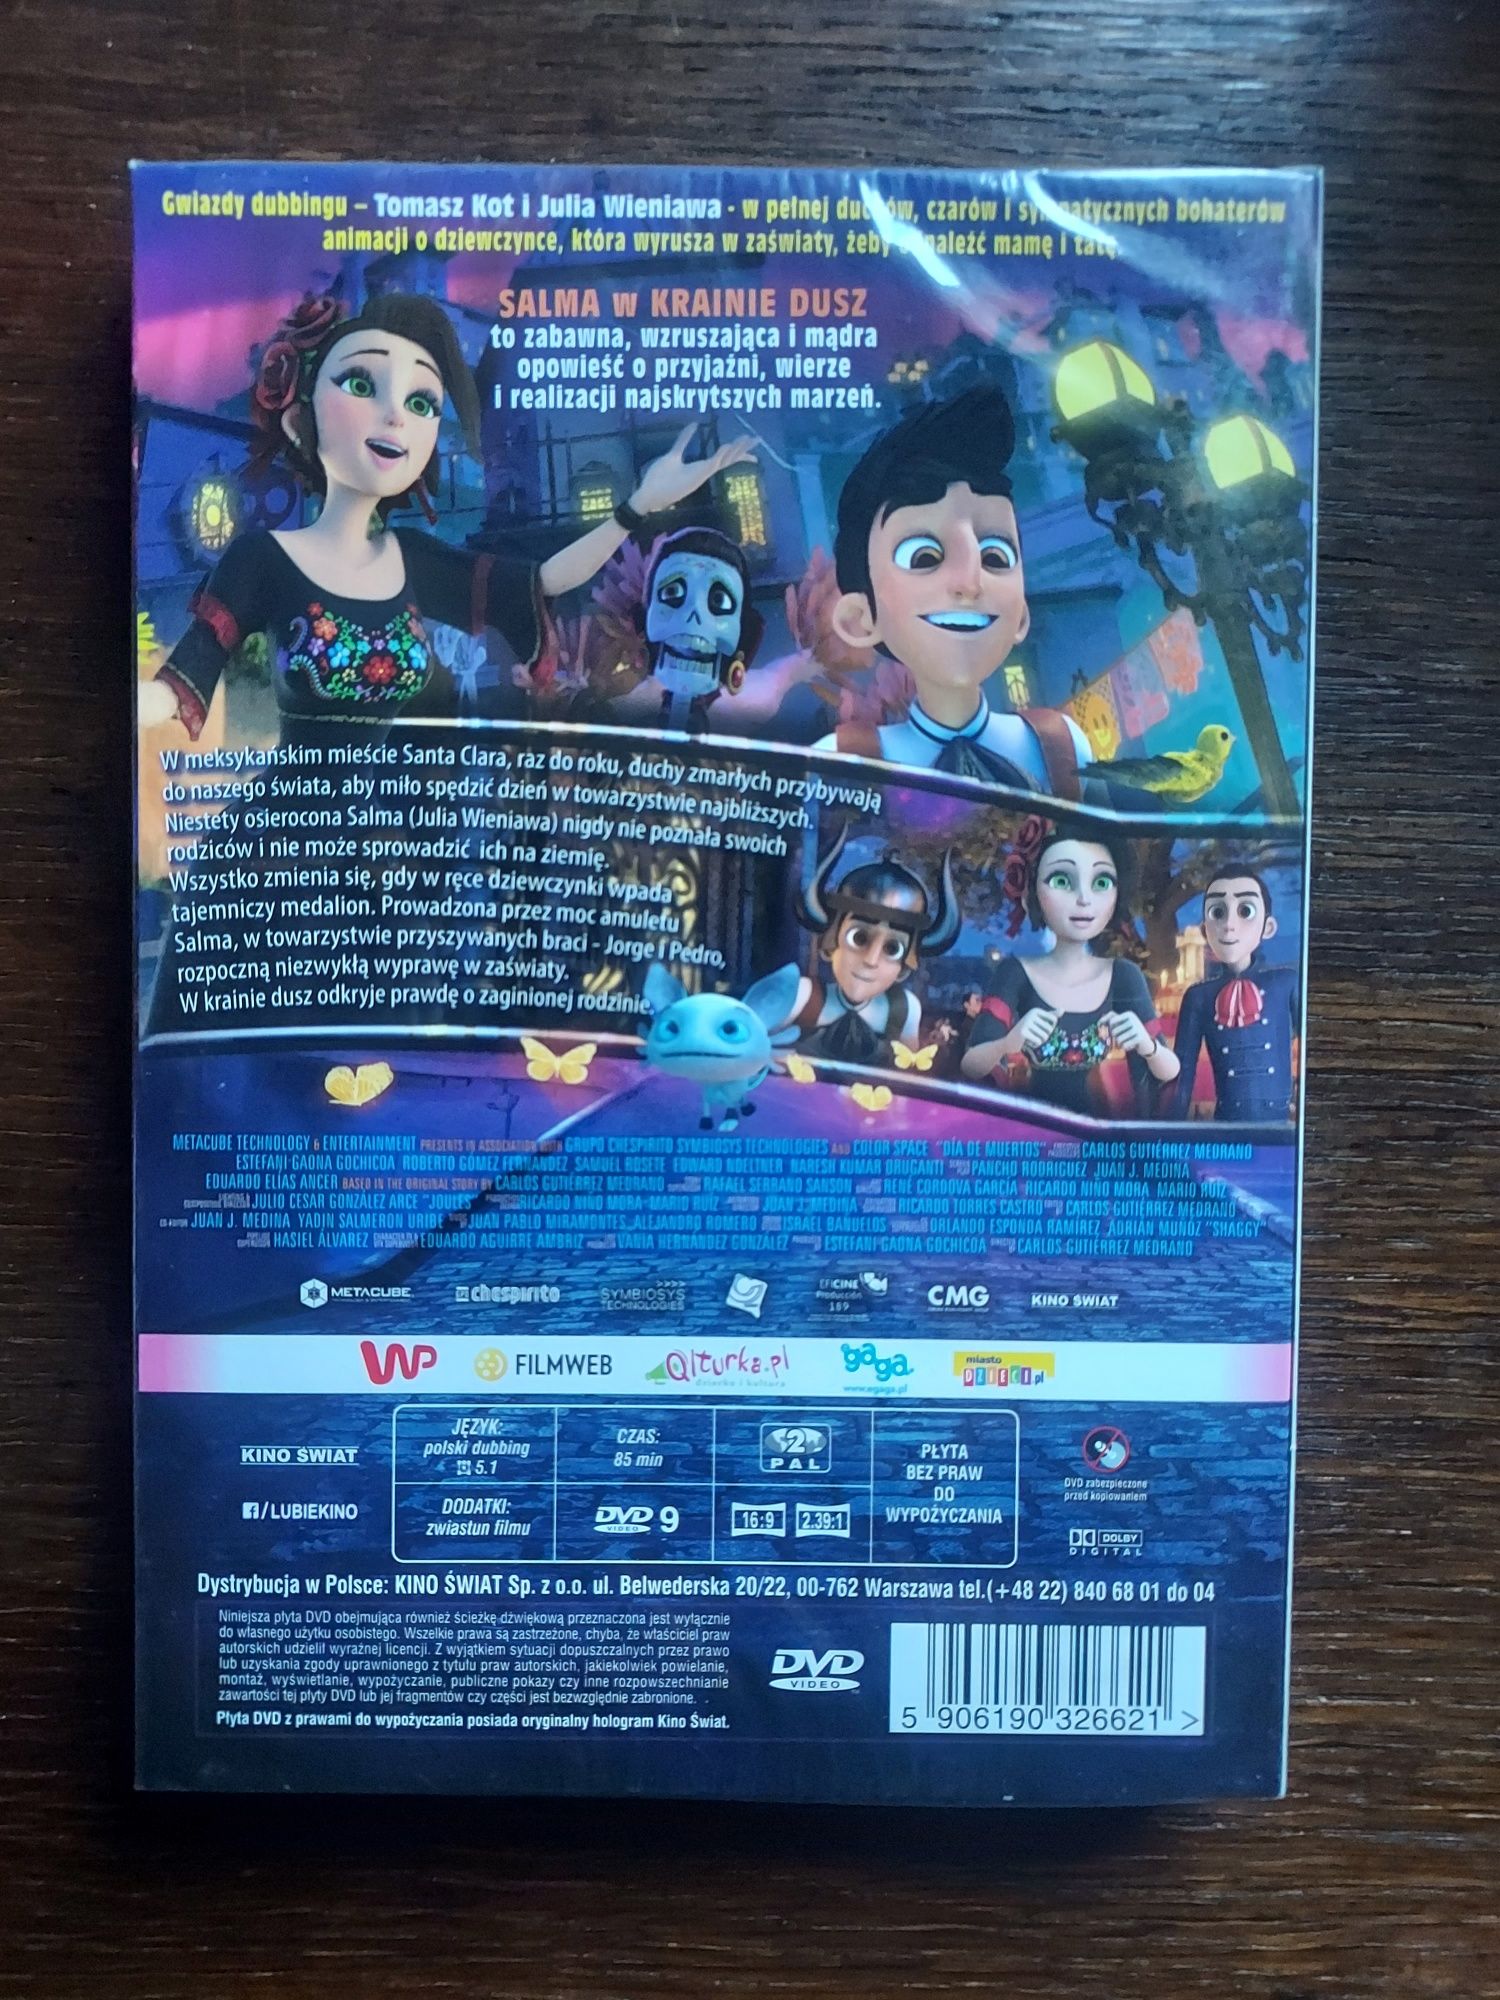 Gwiazdy dubbingu – Tomasz Kot i Julia Wieniawa - w pełnej czarów i bohaterów
animacji o dziewczynce, która wyrusza w zaświaty, żeby mamę i tatę.
SALMA W KRAINIE DUSZ
to zabawna, wzruszająca i mądra
opowieść o przyjaźni, wierze
i realizacji najskrytszych marzeń.
W meksykańskim mieście Santa Clara, raz do roku, duchy zmarłych przybywają
do naszego świata, aby miło spędzić dzień w towarzystwie najbliższych.
Niestety osierocona Salma (Julia Wieniawa) nigdy nie poznała swoich
rodziców i nie może sprowadzić ich na ziemię.
Wszystko zmienia się, gdy w ręce dziewczynki wpada
tajemniczy medalion. Prowadzona przez moc amuletu
Salma, w towarzystwie przyszywanych braci - Jorge i Pedro,
rozpoczną niezwykłą wyprawę w zaświaty.
W krainie dusz odkryje prawdę o zaginionej rodzinie.
METACUBE TECHNOLOGY & ENTERTAINMENT PRESENTS IN ASSOCIATION WITH GRUPO CHESPIRITO SYMBIOSYS TECHNOLOGIES AND COLOR SPACE "DÍA DE MUERTOS" CARLOS GUTIÉRREZ MEDRANO
ESTEFANI GAONA GOCHICOA ROBERTO GÓMEZ FERNÁNDEZ SAMUEL ROSETE EDWARD NARESH KUMAR PANCHO RODRIGUEZ JUAN J. MEDINA
EDUARDO ELÍAS ANCER BASED IN THE ORIGINAL STORY BY CARLOS GUTIÉRREZ MEDRANO RAFAEL SERRANO SANSON RENÉ CORDOVA GARCIA RICARDO NIÑO MORA MARIO RUIZ
JULIO CESAR GONZÁLEZ ARCE "JOULES" RICARDO NIÑO MORA MARIO RUIZ JUAN J. MEDINA RICARDO TORRES CASTRO CARLOS GUTIÉRREZ MEDRANO
CO-EDITOR JUAN J. MEDINA YADIN SALMERON URIBE JUAN PABLO MIRAMONTES ALEJANDRO ROMERO ISRAEL BAÑUELOS ORLANDO ESPONDA RAMIREZ ADRIÁN MUÑOZ "SHAGGY"
HASIEL ÁLVAREZ EDUARDO AGUIRRE AMBRIZ VANIA HERNANDEZ GONZÁLEZ ESTEFANI GAONA GOCHICOA CARLOS GUTIÉRREZ MEDRANO
METACUBE chespirito SYMBIOSYS TECHNOLOGIES EFICINE Producción 189 CMG KINO ŚWIAT
WP FILMWEB Qlturka.pl dziecko i kultura gaga www.egaga.pl miasto DZIECI.pl
KINO ŚWIAT
f/LUBIEKINO
JĘZYK:
polski dubbing
5.1
CZAS:
85 min
2
PAL
DODATKI:
zwiastun filmu
DVD VIDEO 9
16:9 2.39:1
PŁYTA
BEZ PRAW
DO
WYPOŻYCZANIA
DVD zabezpieczone
przed kopiowaniem
DOLBY
DIGITAL
Dystrybucja w Polsce: KINO ŚWIAT Sp. z o.o. ul. Belwederska 20/22, 00-762 Warszawa tel.(+48 22) 840 68 01 do 04
Niniejsza płyta DVD obejmująca również ścieżkę dźwiękową przeznaczona jest wyłącznie
do własnego użytku osobistego. Wszelkie prawa są zastrzeżone, chyba, że właściciel praw
autorskich udzielił wyraźnej licencji. Z wyjątkiem sytuacji dopuszczalnych przez prawo
lub uzyskania zgody uprawnionego z tytułu praw autorskich, jakiekolwiek powielanie,
montaż, wyświetlanie, wypożyczanie, publiczne pokazy czy inne rozpowszechnianie
zawartości tej płyty DVD lub jej fragmentów czy części jest bezwzględnie zabronione.
Płyta DVD z prawami do wypożyczania posiada oryginalny hologram Kino Świat.
DVD
VIDEO
5 906190 326621 >